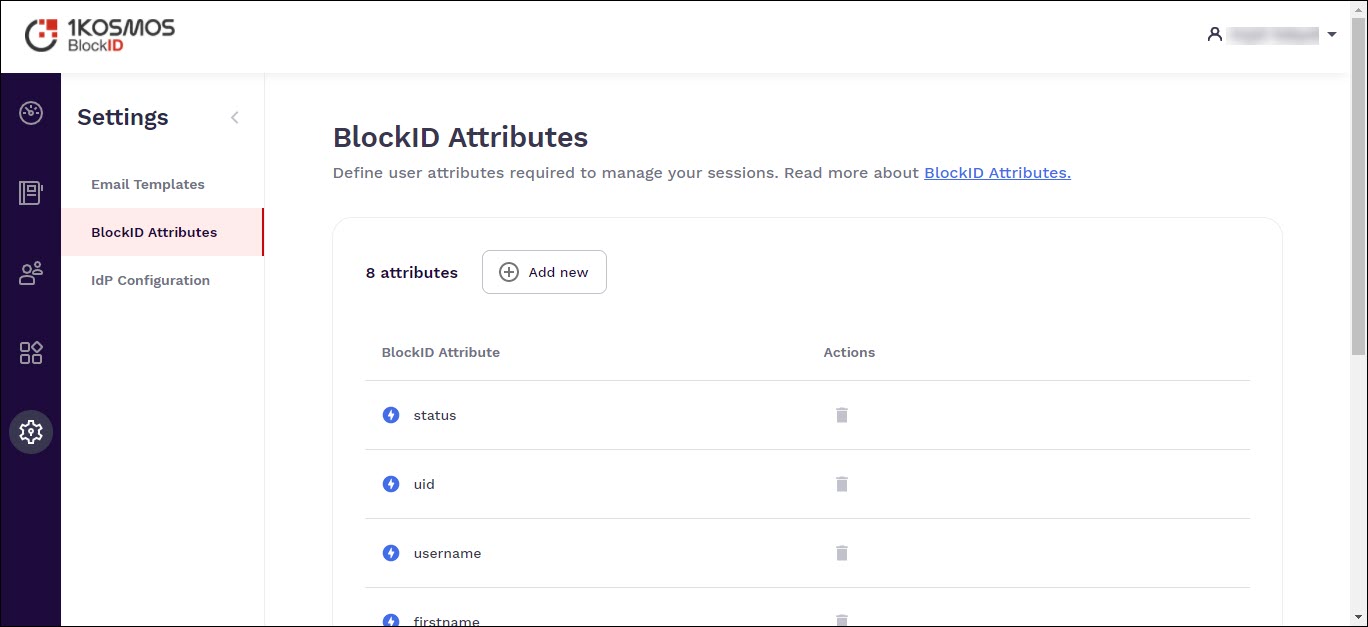 1KOSMOS
BlockID
Settings
Email Templates
BlockID Attributes
IdP Configuration
BlockID Attributes
Define user attributes required to manage your sessions. Read more about BlockID Attributes.
8 attributes
Add new
BlockID Attribute Actions
status
uid
username
firstname